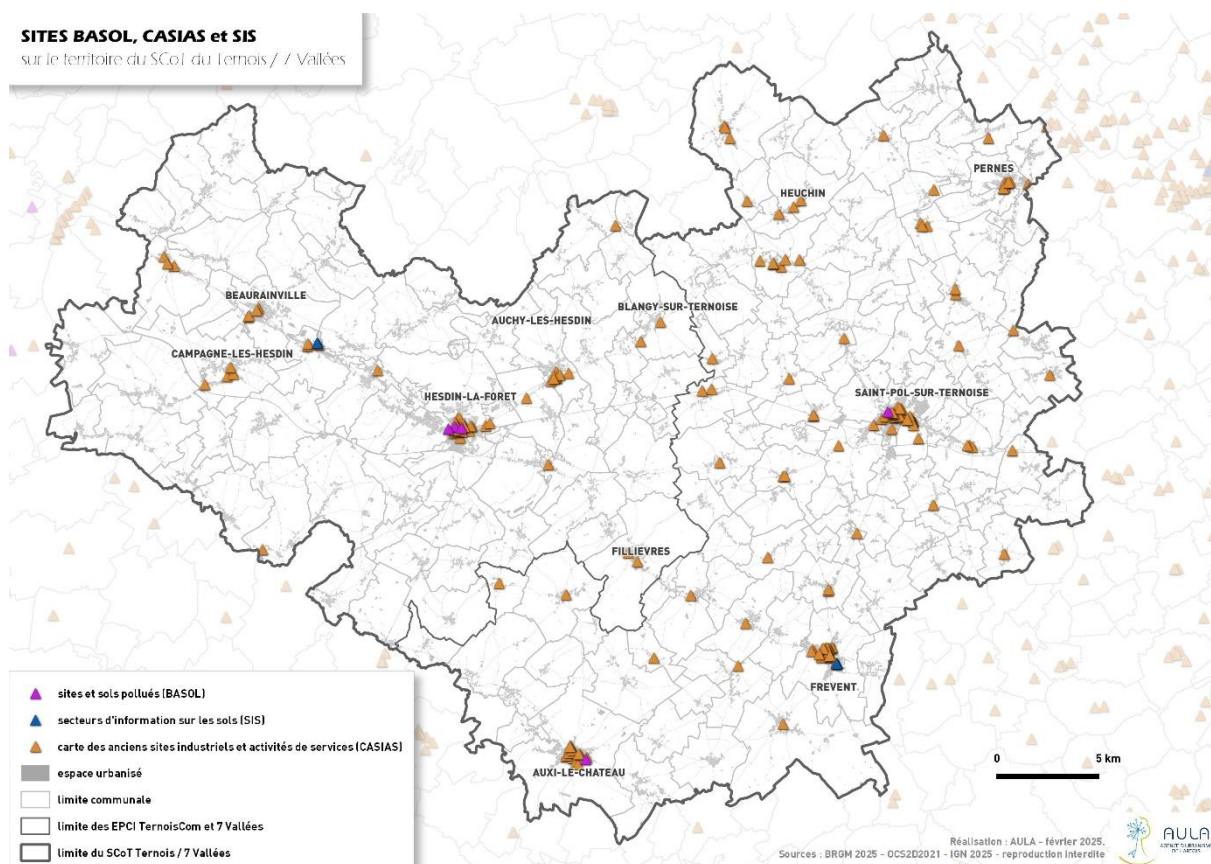 SITES BASOL, CASIAS et SIS
sur le territoire du SCoT du Ternois / 7 Vallées
PERNES
HEUCHIN
BEAURAINVILLE
BLANGY-SUR-TERNOISE
AUCHY-LES-HESDIN
CAMPAGNE-LES-HESDIN
HESDIN-LA-FORET
SAINT-POL-SUR-TERNOISE
FILLIEVRES
FREVENT
AUXI-LE-CHATEAU
sites et sols pollués (BASOL)
secteurs d'information sur les sols (SIS)
carte des anciens sites industriels et activités de services (CASIAS)
espace urbanisé
limite communale
limite des EPCI TernoisCom et 7 Vallées
limite du SCoT Ternois / 7 Vallées
0 5 km
Réalisation : AULA - février 2025.
Sources : BRGM 2025 - OCS2D2021 - IGN 2025 - reproduction interdite
AULA
AGENCE D'URBANISME
DE L'ARTOIS